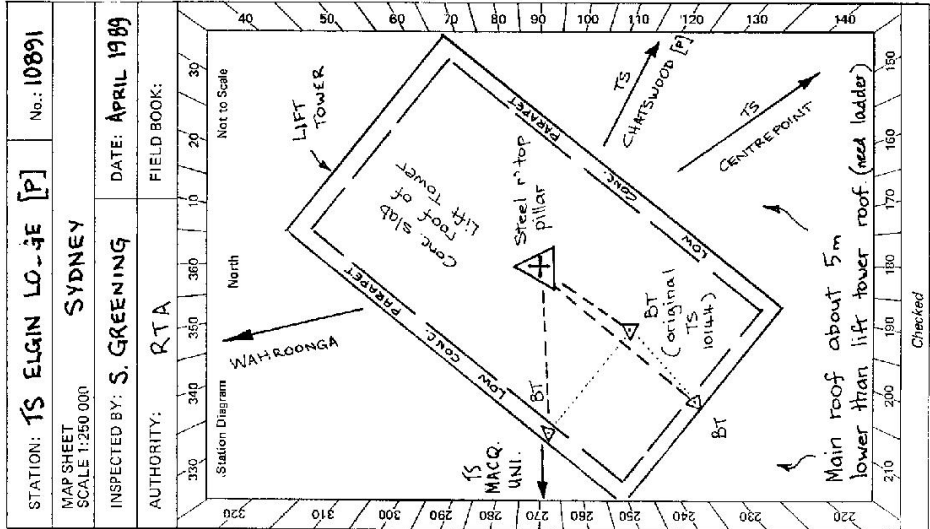 STATION: TS ELGIN LO_GE [P]
No.: 10891
MAP SHEET
SCALE 1:250 000
SYDNEY
INSPECTED BY: S. GREENING
DATE: APRIL 1989
AUTHORITY: RTA
FIELD BOOK:
330 340 350 360 10 20 30
Station Diagram
North
Not to Scale
320 310 300 290 280 270 260 250 240 230 220
40 50 60 70 80 90 100 110 120 130 140
WAHROONGA
LIFT
TOWER
Conc. slab
roof of
Lift Tower
LOW CONC. PARAPET
PARAPET
CONC.
LOW
Steel r' top
pillar
TS
CHATSWOOD [P]
TS
CENTREPOINT
TS
MACQ.
UNI.
BT
BT
(original
TS
10144)
BT
Main roof about 5m
lower than lift tower roof. (need ladder)
210 200 190 180 170 160 150
Checked